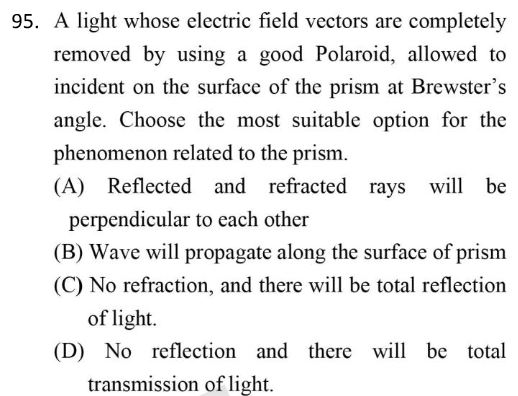 95. A light whose electric field vectors are completely
removed by using a good Polaroid, allowed to
incident on the surface of the prism at Brewster's
angle. Choose the most suitable option for the
phenomenon related to the prism.
(A) Reflected and refracted rays will be
perpendicular to each other
(B) Wave will propagate along the surface of prism
(C) No refraction, and there will be total reflection
of light.
(D) No reflection and there will be total
transmission of light.